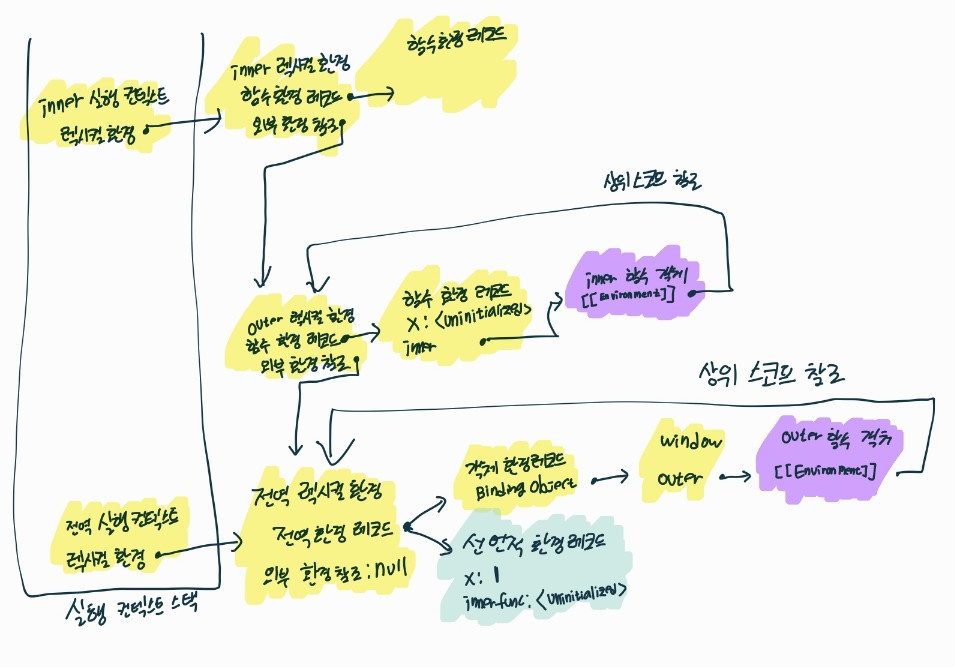 함수 환경 레코드
inner 렉시컬 환경
함수 환경 레코드
외부 환경 참조
inner 실행 컨텍스트
렉시컬 환경
상위 스코프 참조
inner 함수 객체
[[Environment]]
함수 환경 레코드
x: <uninitialized>
inner
outer 렉시컬 환경
함수 환경 레코드
외부 환경 참조
상위 스코프 참조
window
outer
outer 함수 객체
[[Environment]]
객체 환경 레코드
Binding Object
전역 렉시컬 환경
전역 환경 레코드
외부 환경 참조: null
전역 실행 컨텍스트
렉시컬 환경
선언적 환경 레코드
x: 1
innerfunc: <uninitialized>
실행 컨텍스트 스택